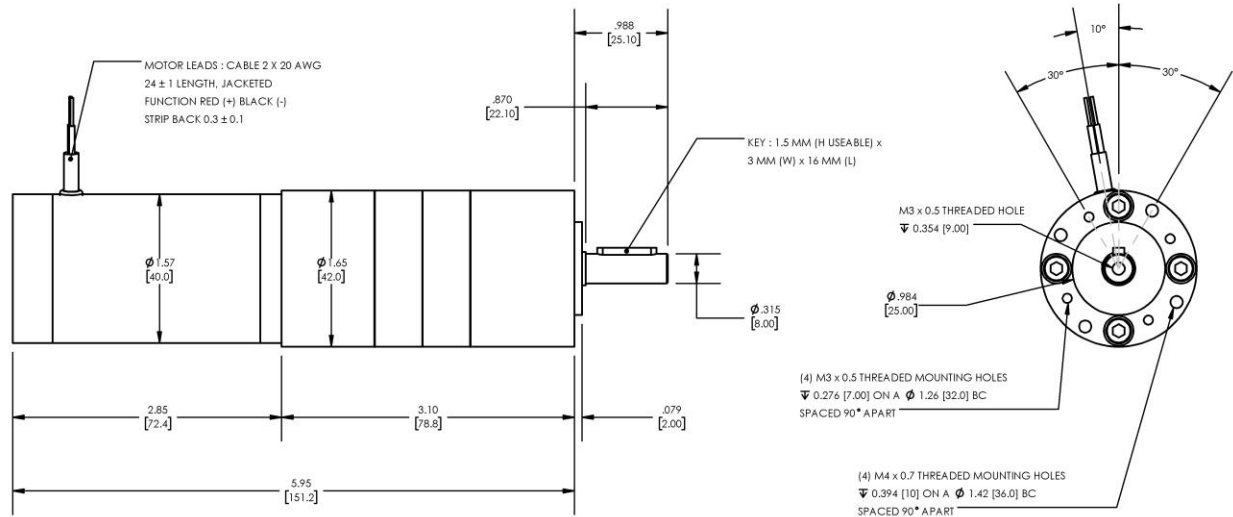 .988
[25.10]
10°
30°
30°
MOTOR LEADS : CABLE 2 X 20 AWG
24 ± 1 LENGTH, JACKETED
FUNCTION RED (+) BLACK (-)
STRIP BACK 0.3 ± 0.1
.870
[22.10]
KEY : 1.5 MM (H USEABLE) x
3 MM (W) x 16 MM (L)
M3 x 0.5 THREADED HOLE
↧ 0.354 [9.00]
Ø 1.57
[40.0]
Ø 1.65
[42.0]
Ø .315
[8.00]
Ø .984
[25.00]
(4) M3 x 0.5 THREADED MOUNTING HOLES
↧ 0.276 [7.00] ON A Ø 1.26 [32.0] BC
SPACED 90° APART
2.85
[72.4]
3.10
[78.8]
.079
[2.00]
5.95
[151.2]
(4) M4 x 0.7 THREADED MOUNTING HOLES
↧ 0.394 [10] ON A Ø 1.42 [36.0] BC
SPACED 90° APART